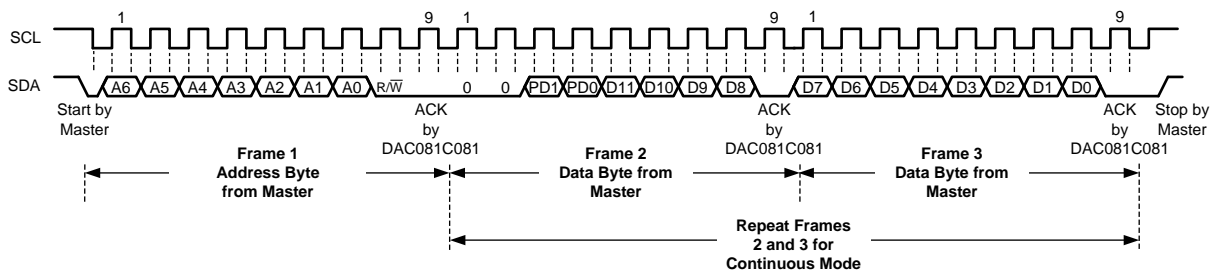 1 9 1 9 1 9
SCL
SDA A6 A5 A4 A3 A2 A1 A0 R/W̅ 0 0 PD1 PD0 D11 D10 D9 D8 D7 D6 D5 D4 D3 D2 D1 D0
Start by
Master
ACK
by
DAC081C081
ACK
by
DAC081C081
ACK
by
DAC081C081
Stop by
Master
Frame 1
Address Byte
from Master
Frame 2
Data Byte from
Master
Frame 3
Data Byte from
Master
Repeat Frames
2 and 3 for
Continuous Mode